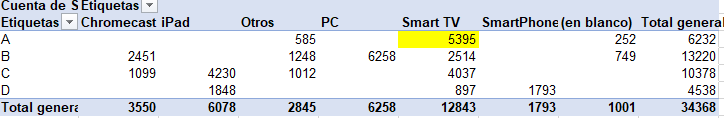 Cuenta de S Etiquetas
Etiquetas Chromecast iPad Otros PC Smart TV SmartPhone (en blanco) Total general
A 585 5395 252 6232
B 2451 1248 6258 2514 749 13220
C 1099 4230 1012 4037 10378
D 1848 897 1793 4538
Total genera 3550 6078 2845 6258 12843 1793 1001 34368